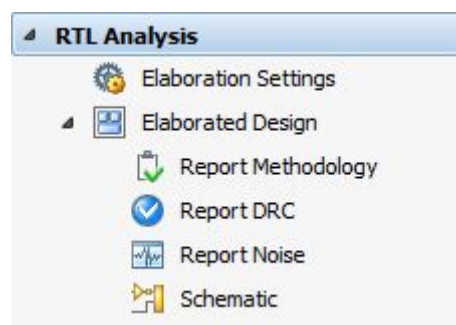 RTL Analysis
Elaboration Settings
Elaborated Design
Report Methodology
Report DRC
Report Noise
Schematic